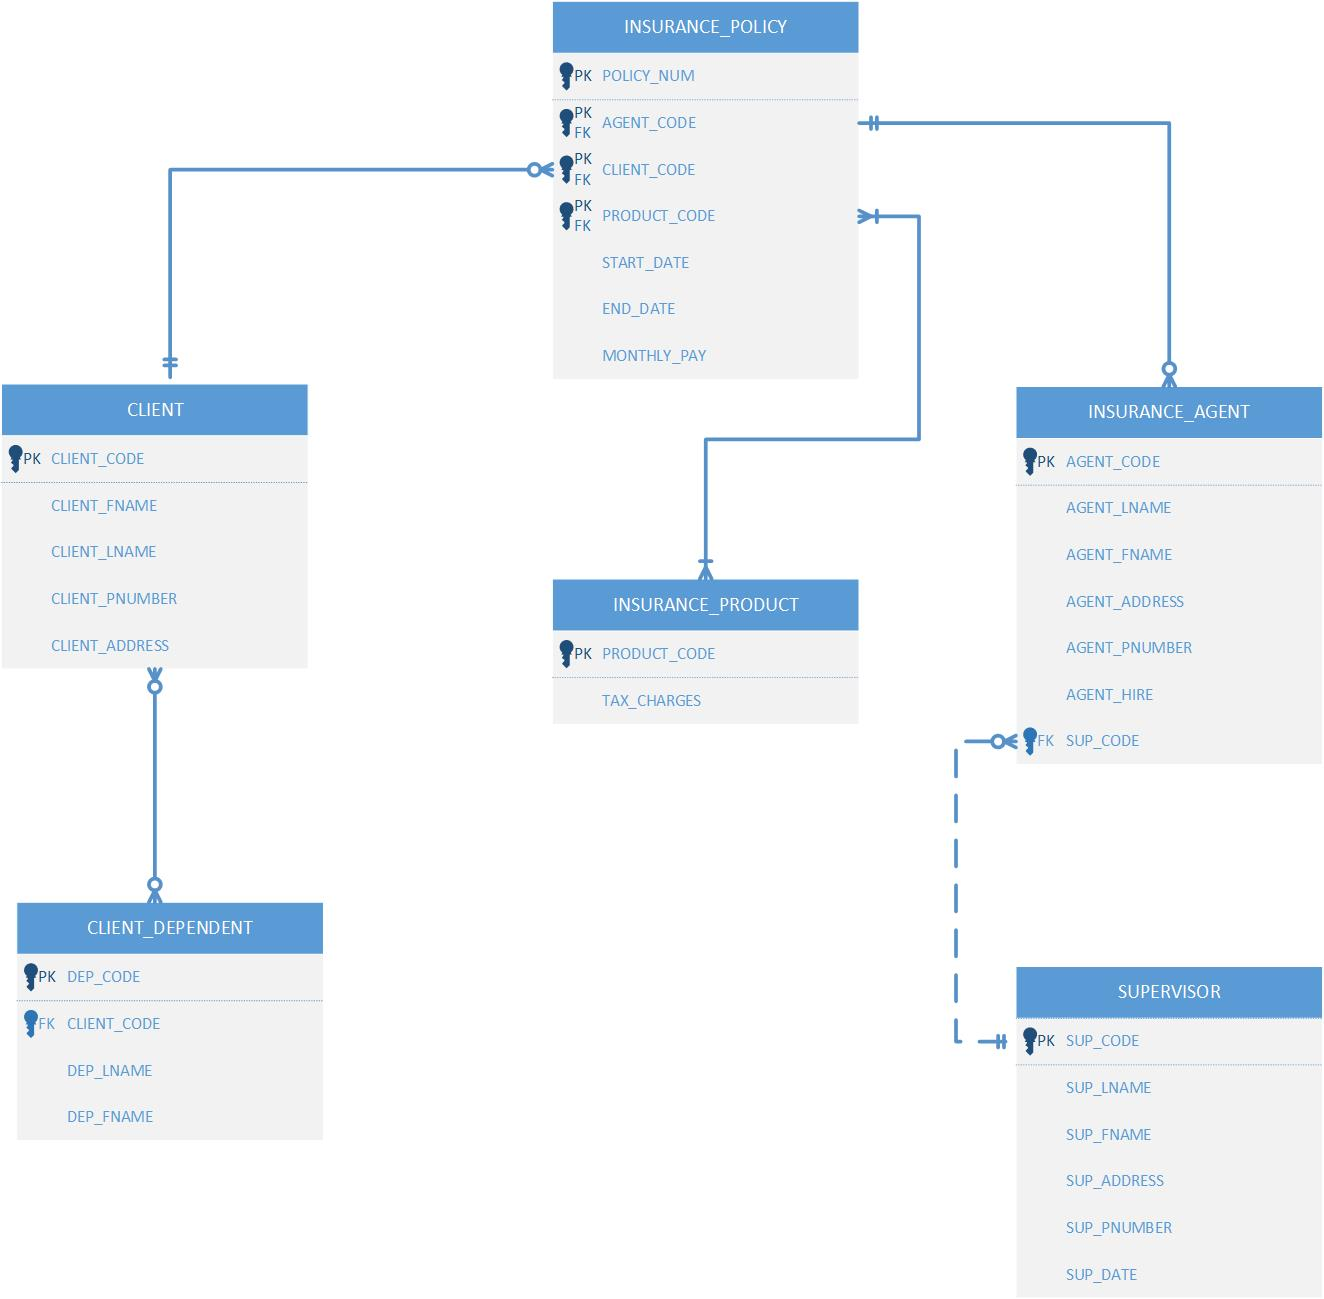 INSURANCE_POLICY
PK POLICY_NUM
PK
FK AGENT_CODE
PK
FK CLIENT_CODE
PK
FK PRODUCT_CODE
START_DATE
END_DATE
MONTHLY_PAY
CLIENT
PK CLIENT_CODE
CLIENT_FNAME
CLIENT_LNAME
CLIENT_PNUMBER
CLIENT_ADDRESS
INSURANCE_AGENT
PK AGENT_CODE
AGENT_LNAME
AGENT_FNAME
AGENT_ADDRESS
AGENT_PNUMBER
AGENT_HIRE
FK SUP_CODE
INSURANCE_PRODUCT
PK PRODUCT_CODE
TAX_CHARGES
CLIENT_DEPENDENT
PK DEP_CODE
FK CLIENT_CODE
DEP_LNAME
DEP_FNAME
SUPERVISOR
PK SUP_CODE
SUP_LNAME
SUP_FNAME
SUP_ADDRESS
SUP_PNUMBER
SUP_DATE